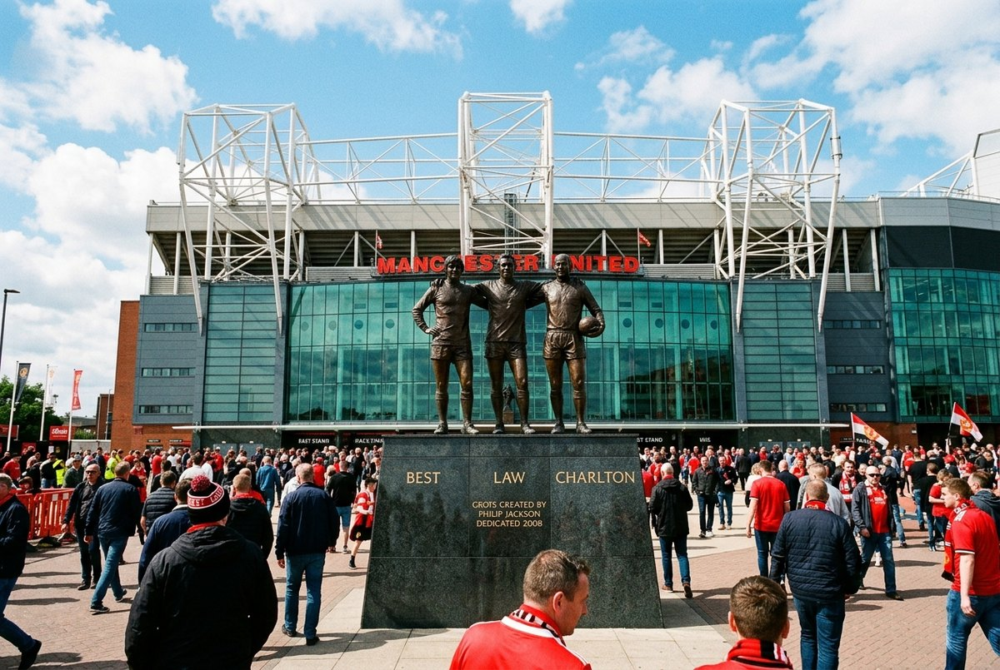 MANCHESTER UNITED
EAST STAND
BEST LAW CHARLTON
GROTS CREATED BY
PHILIP JACKSON
DEDICATED 2008